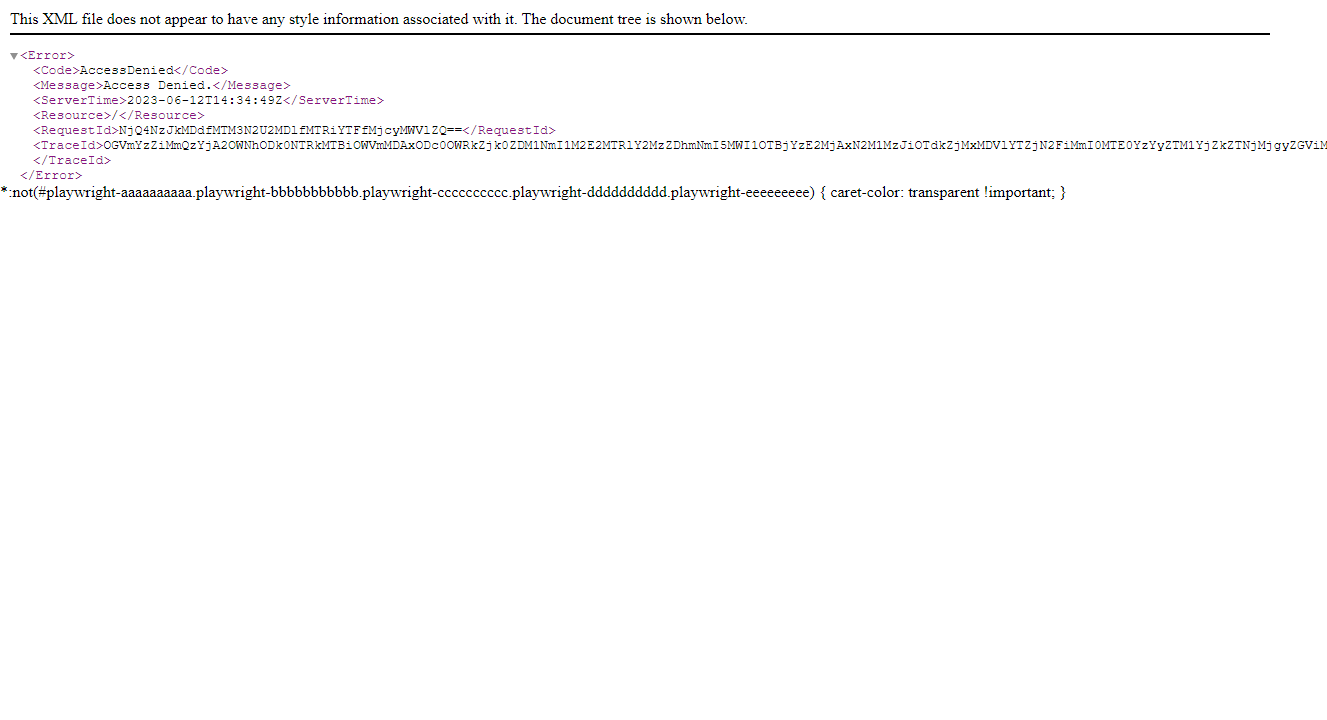 This XML file does not appear to have any style information associated with it. The document tree is shown below.
▼<Error>
<Code>AccessDenied</Code>
<Message>Access Denied.</Message>
<ServerTime>2023-06-12T14:34:49Z</ServerTime>
<Resource>/</Resource>
<RequestId>NjQ4NzJkMDdfMTM3N2U2MDlfMTRiYTFfMjcyMWVlZQ==</RequestId>
<TraceId>OGVmYzZiMmQzYjA2OWNhODk0NTRkMTBiOWVmMDAxODc0OWRkZjk0ZDM1NmI1M2E2MTRlY2MzZDhmNmI5MWI1OTBjYzE2MjAxN2M1MzJiOTdkZjMxMDVlYTZjN2FiMmI0MTE0YzYyZTM1YjZkZTNjMjgyZGViM
</TraceId>
</Error>
*:not(#playwright-aaaaaaaaaa.playwright-bbbbbbbbbbb.playwright-cccccccccc.playwright-dddddddddd.playwright-eeeeeeeee) { caret-color: transparent !important; }